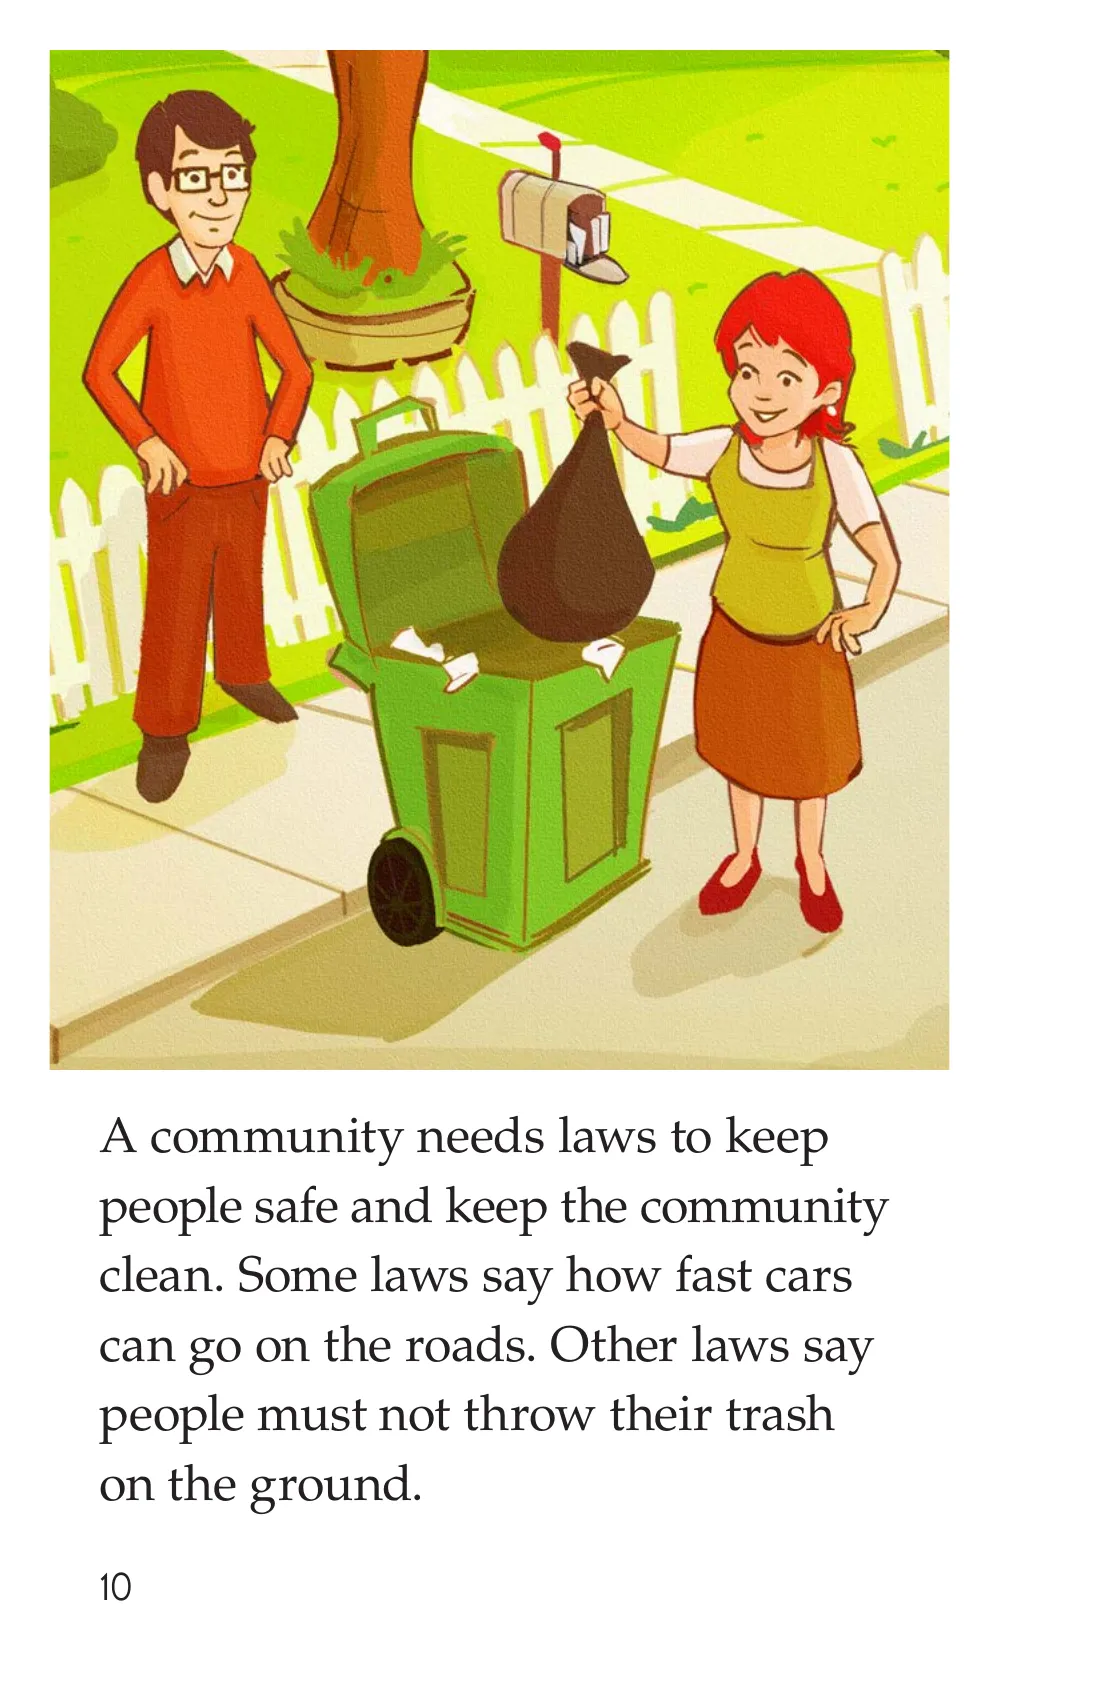 A community needs laws to keep
people safe and keep the community
clean. Some laws say how fast cars
can go on the roads. Other laws say
people must not throw their trash
on the ground.
10